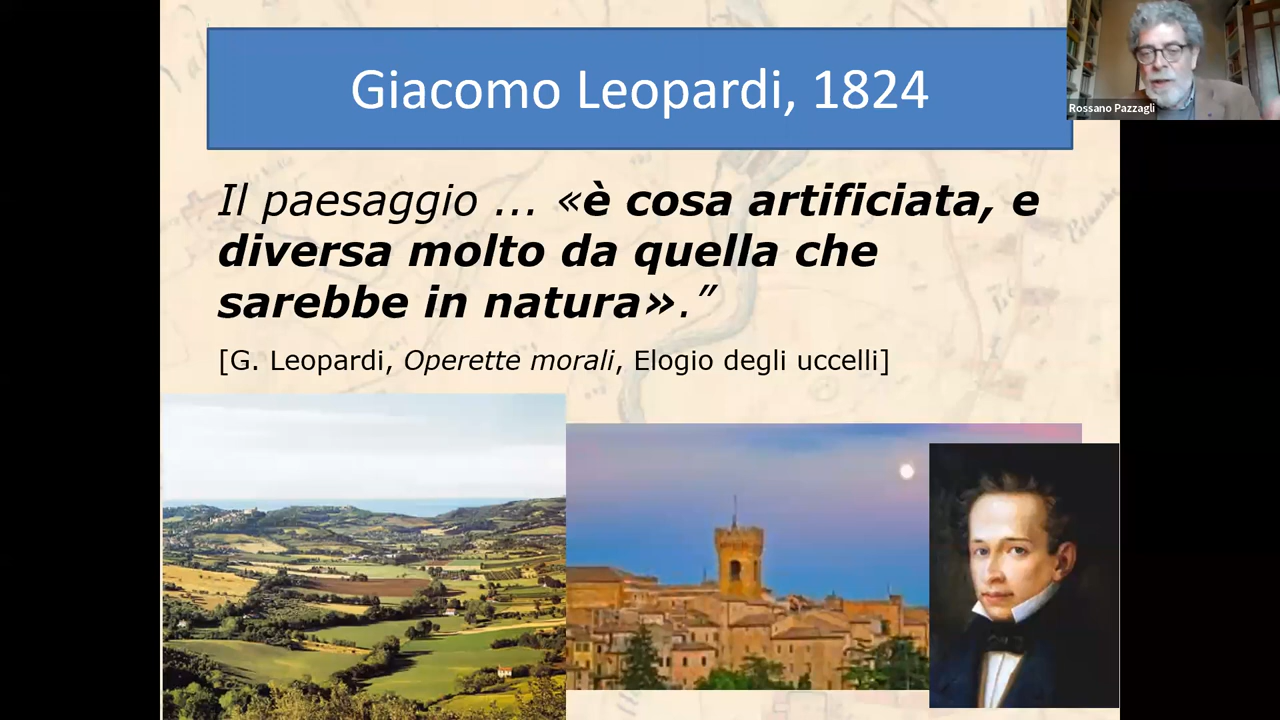 Giacomo Leopardi, 1824
Rossano Pazzagli
Il paesaggio ... «è cosa artificiata, e
diversa molto da quella che
sarebbe in natura».”
[G. Leopardi, Operette morali, Elogio degli uccelli]